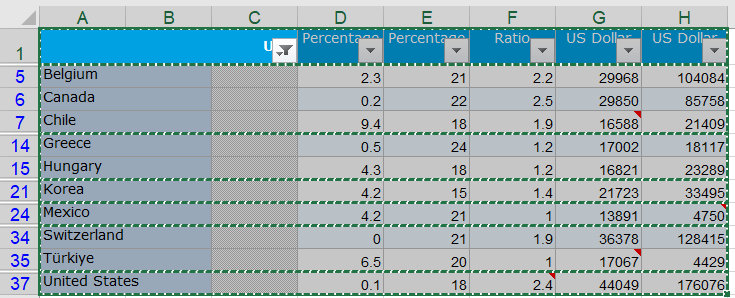 A B C D E F G H
1 U Percentage Percentage Ratio US Dollar US Dollar
5 Belgium 2.3 21 2.2 29968 104084
6 Canada 0.2 22 2.5 29850 85758
7 Chile 9.4 18 1.9 16588 21409
14 Greece 0.5 24 1.2 17002 18117
15 Hungary 4.3 18 1.2 16821 23289
21 Korea 4.2 15 1.4 21723 33495
24 Mexico 4.2 21 1 13891 4750
34 Switzerland 0 21 1.9 36378 128415
35 Türkiye 6.5 20 1 17067 4429
37 United States 0.1 18 2.4 44049 176076